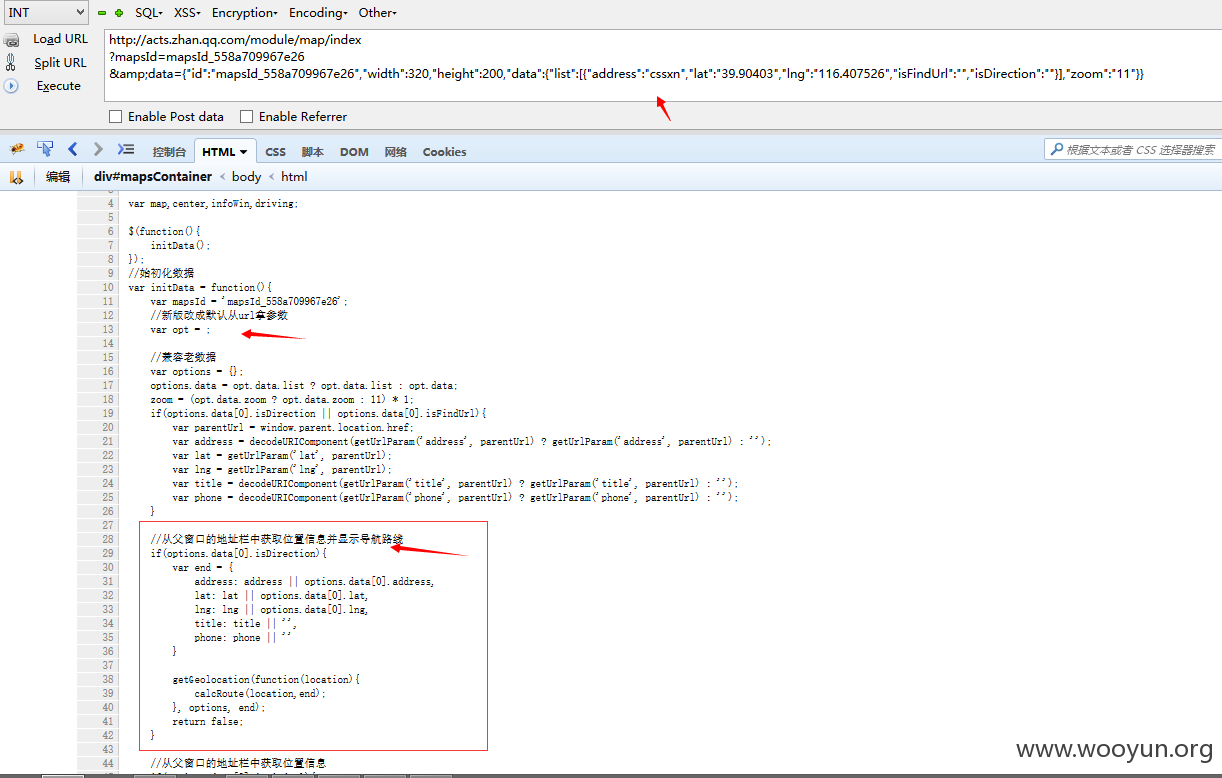 INT SQL- XSS- Encryption- Encoding- Other-
Load URL
Split URL
Execute
http://acts.zhan.qq.com/module/map/index
?mapsId=mapsId_558a709967e26
&amp;data={"id":"mapsId_558a709967e26","width":320,"height":200,"data":{"list":[{"address":"cssxn","lat":"39.90403","lng":"116.407526","isFindUrl":"","isDirection":""}],"zoom":"11"}}
Enable Post data Enable Referrer
控制台 HTML CSS 脚本 DOM 网络 Cookies
根据文本或者 CSS 选择器搜索
编辑 div#mapsContainer < body < html
4 var map,center,infoWin,driving;
5
6 $(function(){
7 initData();
8 });
9 //始初化数据
10 var initData = function(){
11 var mapsId = 'mapsId_558a709967e26';
12 //新版改成默认从url拿参数
13 var opt = ;
14
15 //兼容老数据
16 var options = {};
17 options.data = opt.data.list ? opt.data.list : opt.data;
18 zoom = (opt.data.zoom ? opt.data.zoom : 11) * 1;
19 if(options.data[0].isDirection || options.data[0].isFindUrl){
20 var parentUrl = window.parent.location.href;
21 var address = decodeURIComponent(getUrlParam('address', parentUrl) ? getUrlParam('address', parentUrl) : '');
22 var lat = getUrlParam('lat', parentUrl);
23 var lng = getUrlParam('lng', parentUrl);
24 var title = decodeURIComponent(getUrlParam('title', parentUrl) ? getUrlParam('title', parentUrl) : '');
25 var phone = decodeURIComponent(getUrlParam('phone', parentUrl) ? getUrlParam('phone', parentUrl) : '');
26 }
27
28 //从父窗口的地址栏中获取位置信息并显示导航路线
29 if(options.data[0].isDirection){
30 var end = {
31 address: address || options.data[0].address,
32 lat: lat || options.data[0].lat,
33 lng: lng || options.data[0].lng,
34 title: title || '',
35 phone: phone || ''
36 }
37
38 getGeolocation(function(location){
39 calcRoute(location,end);
40 }, options, end);
41 return false;
42 }
43
44 //从父窗口的地址栏中获取位置信息
www.wooyun.org